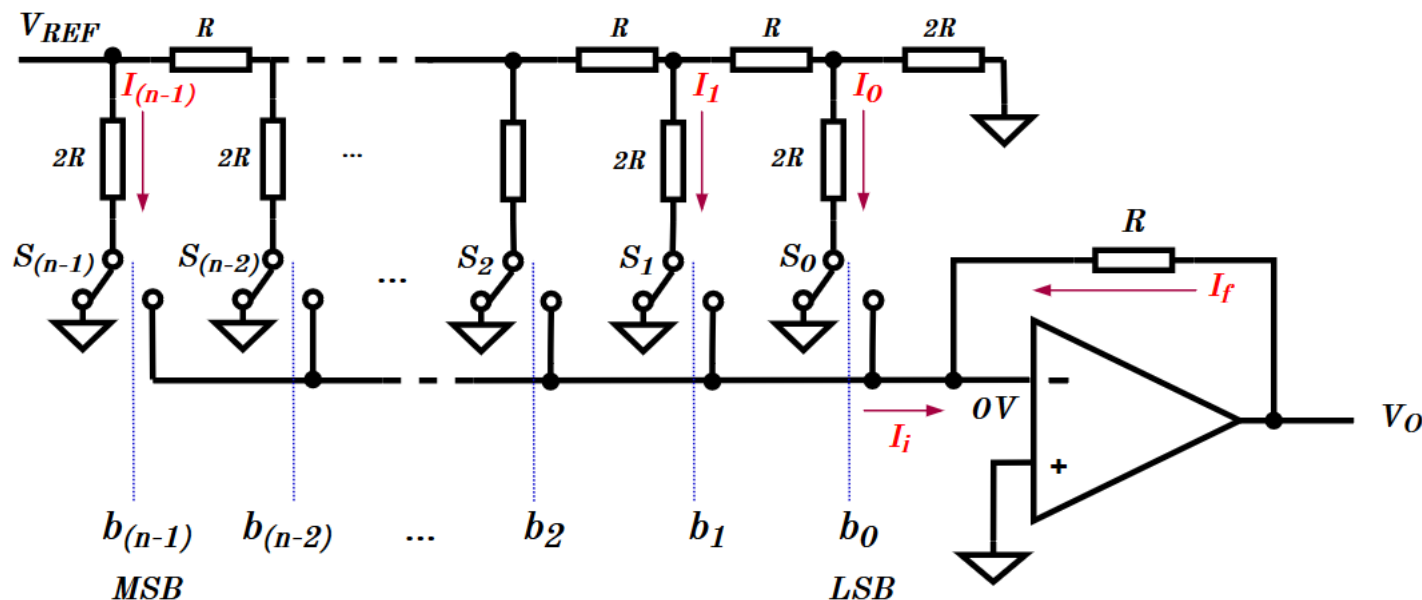 V_REF R R R 2R
I_(n-1) I_1 I_0
2R 2R ... 2R 2R
R
S_(n-1) S_(n-2) ... S_2 S_1 S_0
I_f
I_i 0V − V_O
+
b_(n-1) b_(n-2) ... b_2 b_1 b_0
MSB LSB